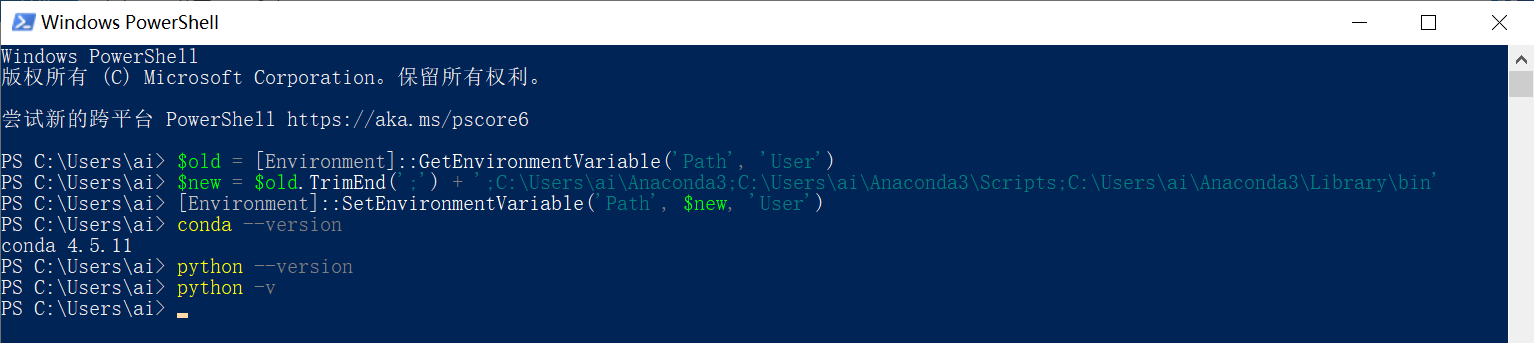 Windows PowerShell
Windows PowerShell
版权所有 (C) Microsoft Corporation。保留所有权利。
尝试新的跨平台 PowerShell https://aka.ms/pscore6
PS C:\Users\ai> $old = [Environment]::GetEnvironmentVariable('Path', 'User')
PS C:\Users\ai> $new = $old.TrimEnd(';') + ';C:\Users\ai\Anaconda3;C:\Users\ai\Anaconda3\Scripts;C:\Users\ai\Anaconda3\Library\bin'
PS C:\Users\ai> [Environment]::SetEnvironmentVariable('Path', $new, 'User')
PS C:\Users\ai> conda --version
conda 4.5.11
PS C:\Users\ai> python --version
PS C:\Users\ai> python -v
PS C:\Users\ai>